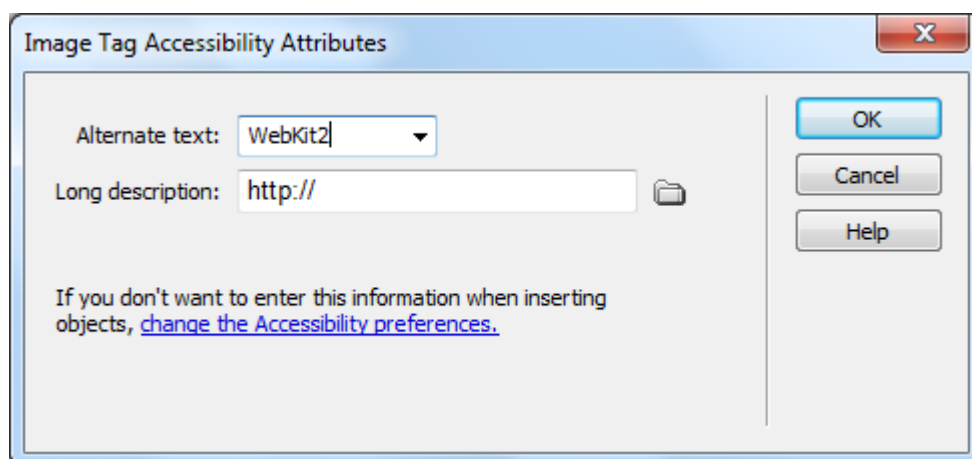 Image Tag Accessibility Attributes
Alternate text: WebKit2
OK
Long description: http://
Cancel
Help
If you don't want to enter this information when inserting
objects, change the Accessibility preferences.